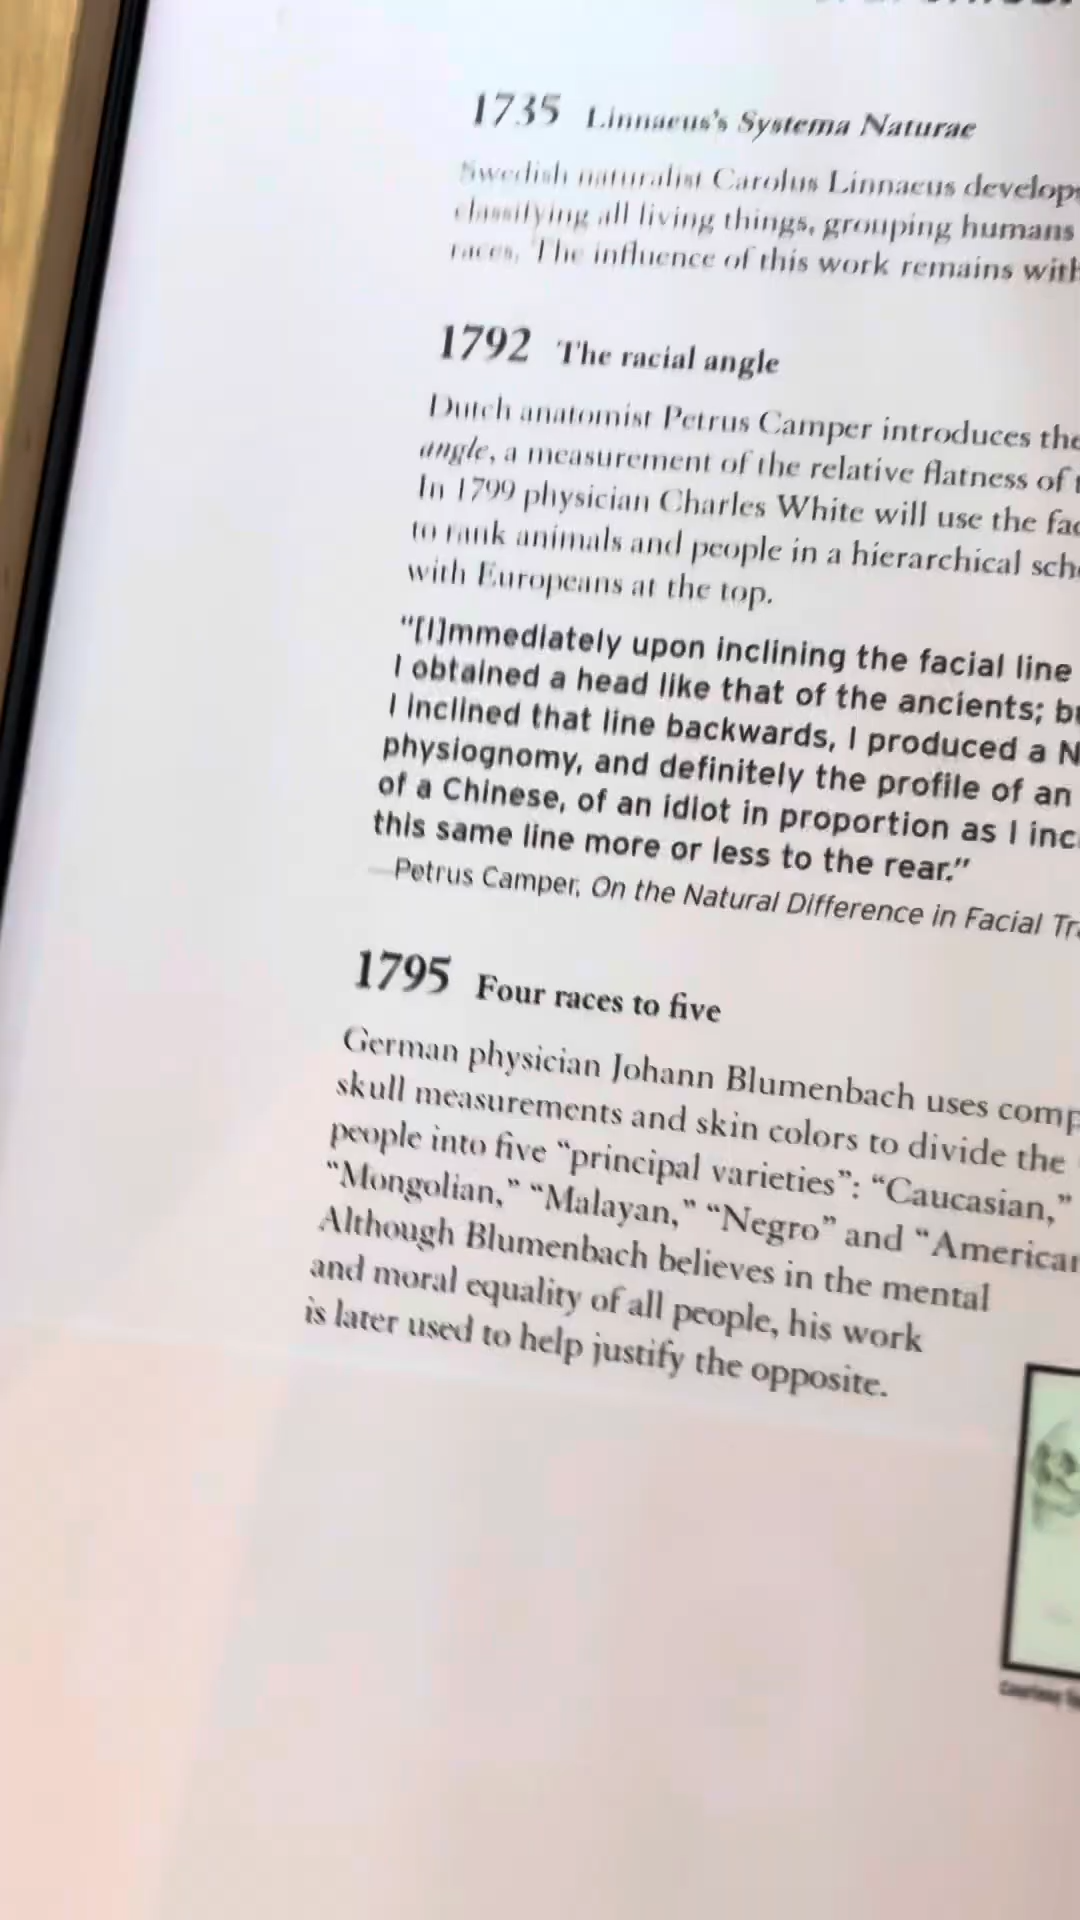 1735 Linnaeus's Systema Naturae
Swedish naturalist Carolus Linnaeus develops
classifying all living things, grouping humans
races. The influence of this work remains with
1792 The racial angle
Dutch anatomist Petrus Camper introduces the
angle, a measurement of the relative flatness of
In 1799 physician Charles White will use the
to rank animals and people in a hierarchical
with Europeans at the top.
"[I]mmediately upon inclining the facial line
I obtained a head like that of the ancients;
I inclined that line backwards, I produced a
physiognomy, and definitely the profile of an
of a Chinese, of an idiot in proportion as I
this same line more or less to the rear."
—Petrus Camper, On the Natural Difference in Facial
1795 Four races to five
German physician Johann Blumenbach uses
skull measurements and skin colors to divide the
people into five "principal varieties": "Caucasian,"
"Mongolian," "Malayan," "Negro" and "American
Although Blumenbach believes in the mental
and moral equality of all people, his work
is later used to help justify the opposite.
Courtesy